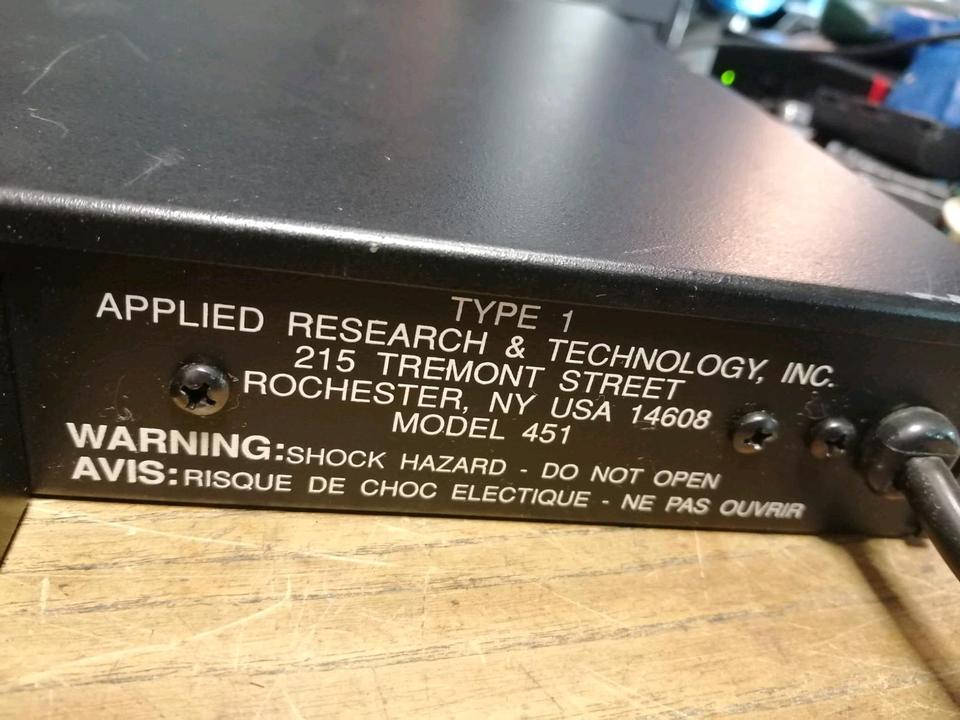 TYPE 1
APPLIED RESEARCH & TECHNOLOGY, INC.
215 TREMONT STREET
ROCHESTER, NY USA 14608
MODEL 451
WARNING:SHOCK HAZARD - DO NOT OPEN
AVIS:RISQUE DE CHOC ELECTIQUE - NE PAS OUVRIR